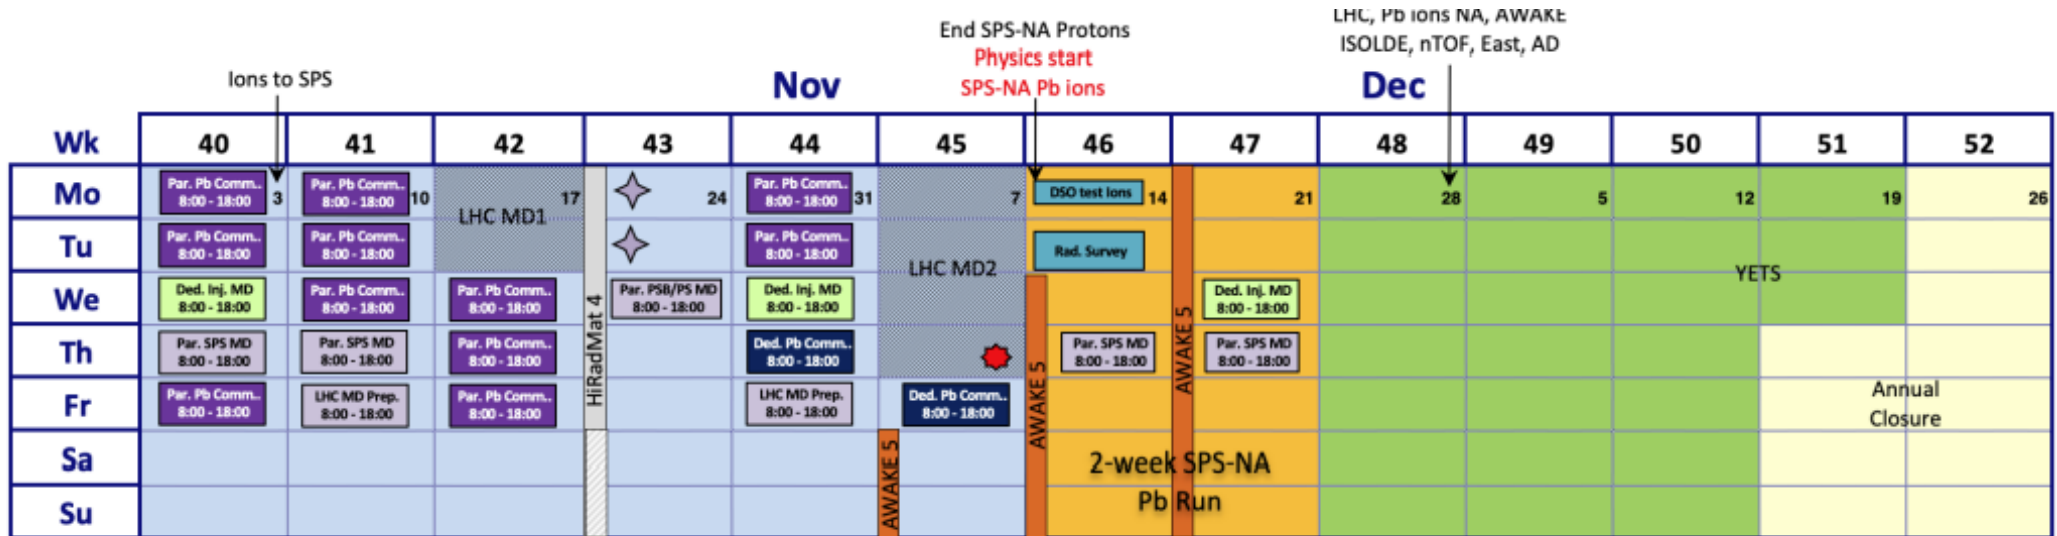 LHC, Pb ions NA, AWAKE
End SPS-NA Protons
ISOLDE, nTOF, East, AD
Physics start
Ions to SPS
Nov
SPS-NA Pb ions
Dec
Wk 40 41 42 43 44 45 46 47 48 49 50 51 52
Mo
Par. Pb Comm..
8:00 - 18:00
3
Par. Pb Comm..
8:00 - 18:00
10
LHC MD1
17
24
Par. Pb Comm..
8:00 - 18:00
31
7
DSO test Ions
14
21
28
5
12
19
26
Tu
Par. Pb Comm..
8:00 - 18:00
Par. Pb Comm..
8:00 - 18:00
Par. Pb Comm..
8:00 - 18:00
LHC MD2
Rad. Survey
YETS
We
Ded. Inj. MD
8:00 - 18:00
Par. Pb Comm..
8:00 - 18:00
Par. Pb Comm..
8:00 - 18:00
HiRadMat 4
Par. PSB/PS MD
8:00 - 18:00
Ded. Inj. MD
8:00 - 18:00
Ded. Inj. MD
8:00 - 18:00
Th
Par. SPS MD
8:00 - 18:00
Par. SPS MD
8:00 - 18:00
Par. Pb Comm..
8:00 - 18:00
Ded. Pb Comm..
8:00 - 18:00
AWAKE 5
Par. SPS MD
8:00 - 18:00
AWAKE 5
Par. SPS MD
8:00 - 18:00
Fr
Par. Pb Comm..
8:00 - 18:00
LHC MD Prep.
8:00 - 18:00
Par. Pb Comm..
8:00 - 18:00
LHC MD Prep.
8:00 - 18:00
Ded. Pb Comm..
8:00 - 18:00
Annual
Closure
Sa
AWAKE 5
2-week SPS-NA
Pb Run
Su